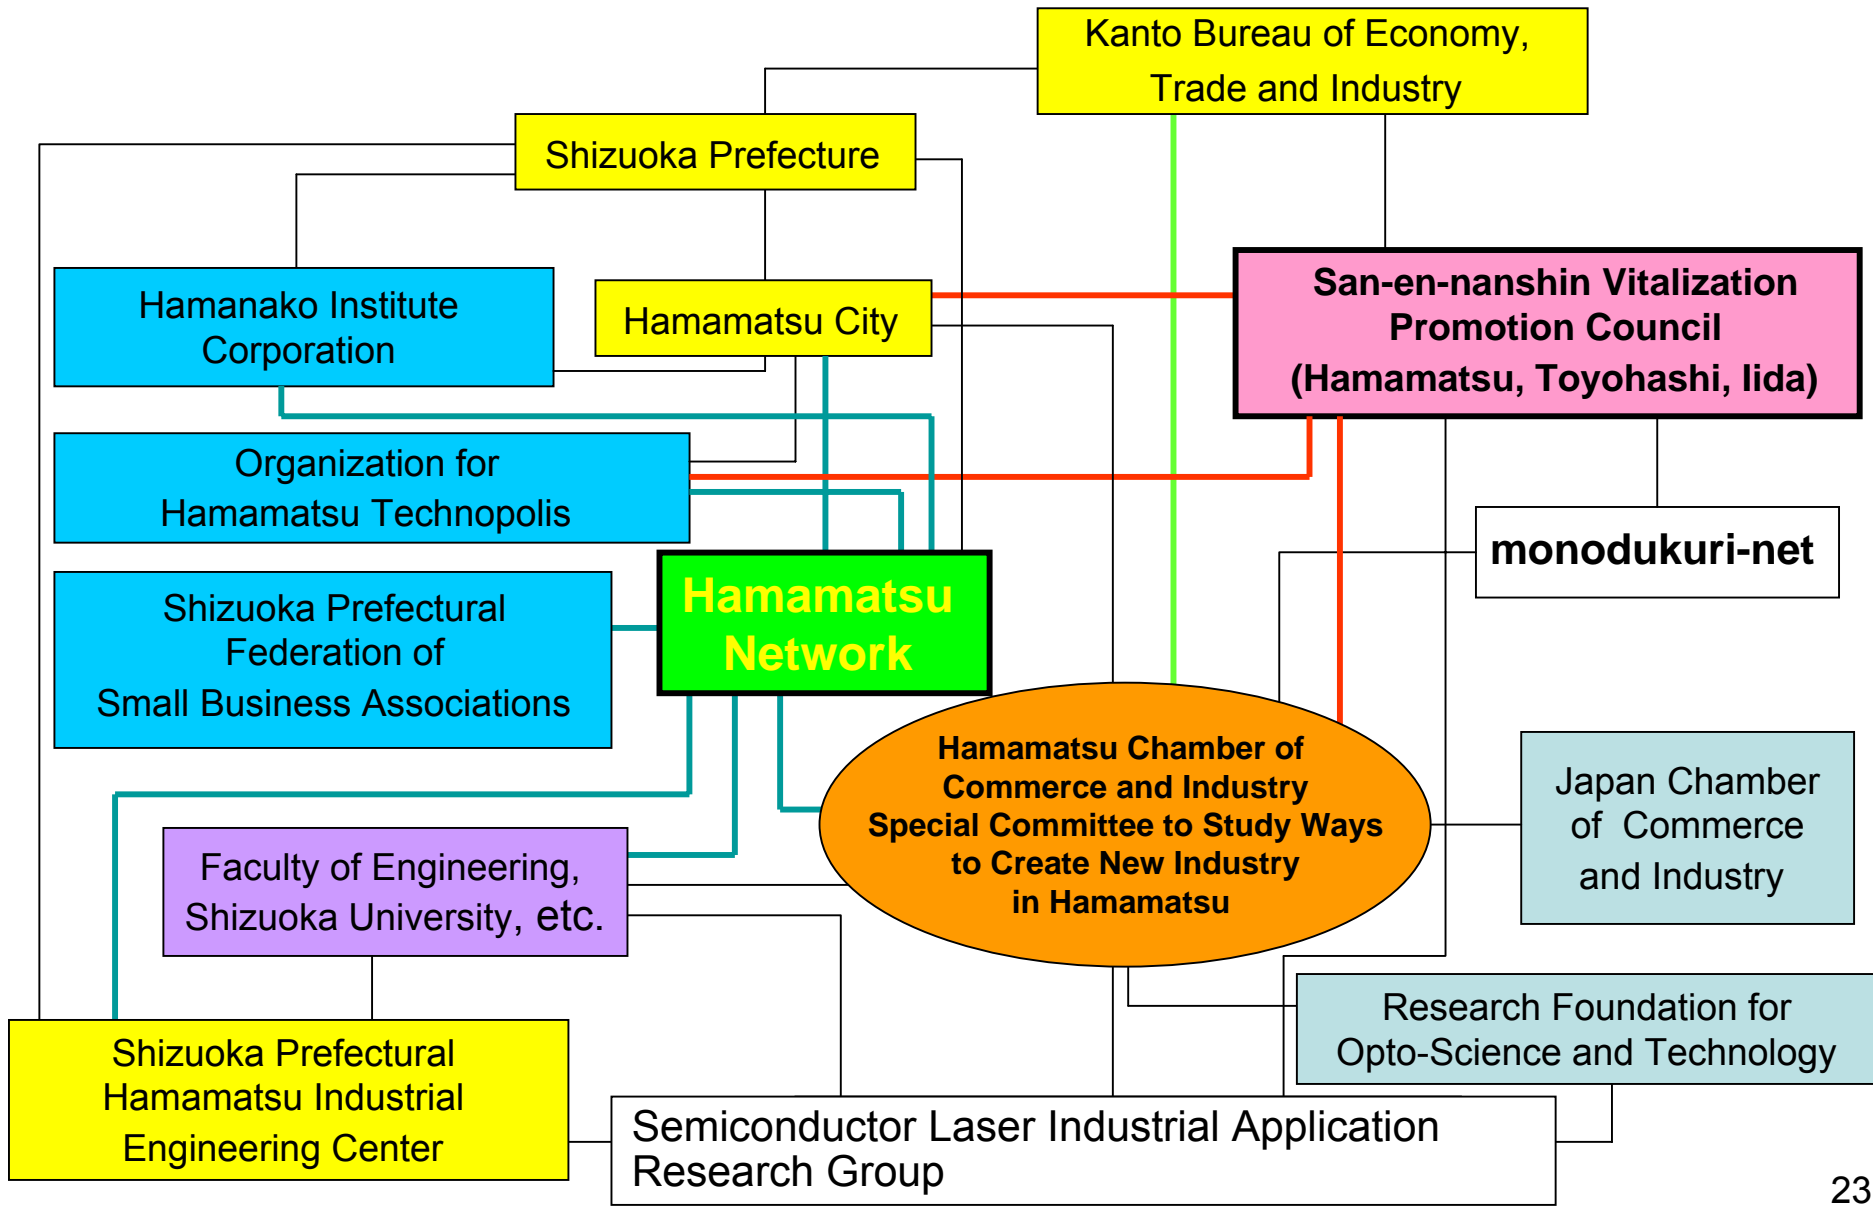 Kanto Bureau of Economy,
Trade and Industry
Shizuoka Prefecture
Hamanako Institute
Corporation
Hamamatsu City
San-en-nanshin Vitalization
Promotion Council
(Hamamatsu, Toyohashi, Iida)
Organization for
Hamamatsu Technopolis
monodukuri-net
Shizuoka Prefectural
Federation of
Small Business Associations
Hamamatsu
Network
Hamamatsu Chamber of
Commerce and Industry
Special Committee to Study Ways
to Create New Industry
in Hamamatsu
Japan Chamber
of Commerce
and Industry
Faculty of Engineering,
Shizuoka University, etc.
Research Foundation for
Opto-Science and Technology
Shizuoka Prefectural
Hamamatsu Industrial
Engineering Center
Semiconductor Laser Industrial Application
Research Group
23